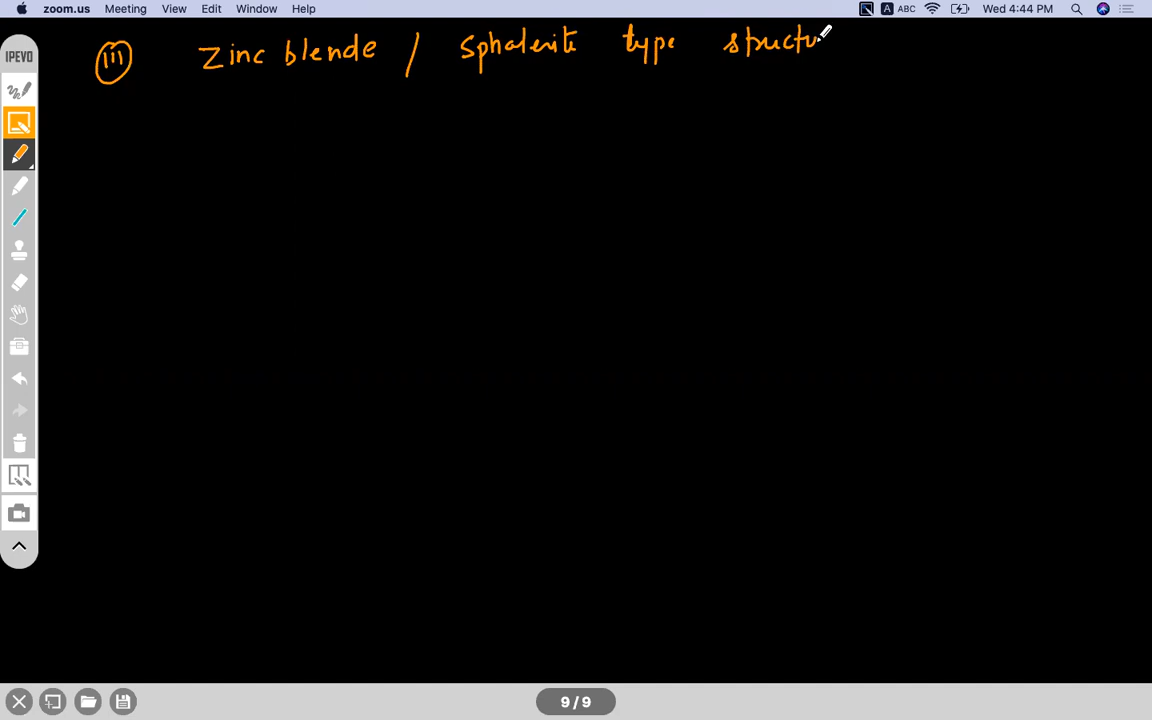 zoom.us Meeting View Edit Window Help A ABC Wed 4:44 PM
IPEVO
(iii) Zinc blende / Sphalerite type structu
9 / 9